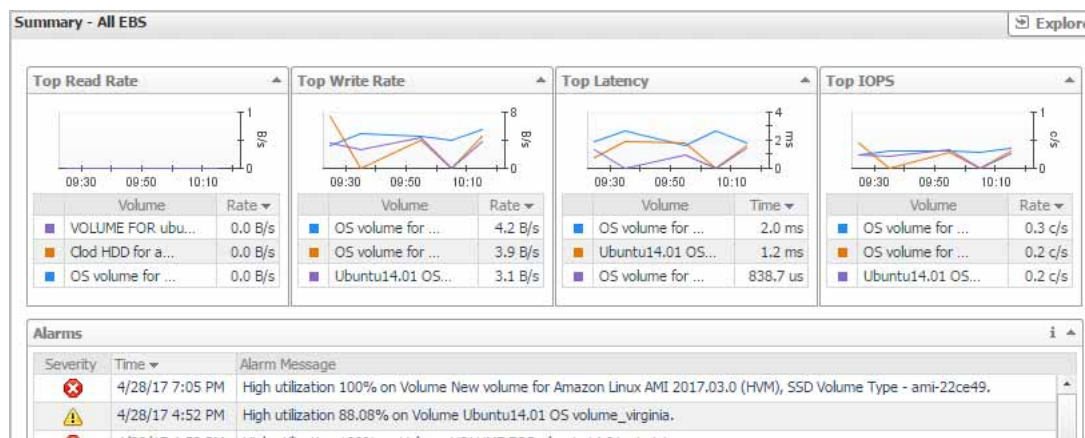 Summary - All EBS
Explore
Top Read Rate
1
B/s
0
09:30 09:50 10:10
Volume Rate
VOLUME FOR ubu... 0.0 B/s
Clod HDD for a... 0.0 B/s
OS volume for ... 0.0 B/s
Top Write Rate
8
B/s
0
09:30 09:50 10:10
Volume Rate
OS volume for ... 4.2 B/s
OS volume for ... 3.9 B/s
Ubuntu14.01 OS... 3.1 B/s
Top Latency
4
2
ms
0
09:30 09:50 10:10
Volume Time
OS volume for ... 2.0 ms
Ubuntu14.01 OS... 1.2 ms
OS volume for ... 838.7 us
Top IOPS
1
c/s
0
09:30 09:50 10:10
Volume Rate
OS volume for ... 0.3 c/s
OS volume for ... 0.2 c/s
Ubuntu14.01 OS... 0.2 c/s
Alarms
i
Severity Time Alarm Message
4/28/17 7:05 PM High utilization 100% on Volume New volume for Amazon Linux AMI 2017.03.0 (HVM), SSD Volume Type - ami-22ce49.
4/28/17 4:52 PM High utilization 88.08% on Volume Ubuntu14.01 OS volume_virginia.